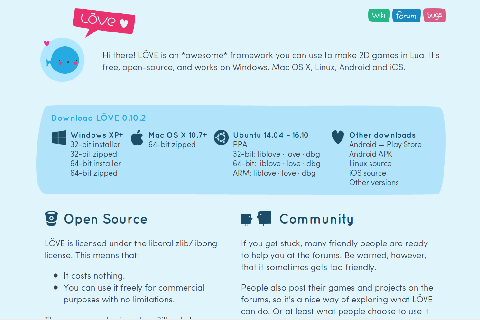 LÖVE
wiki forum bugs
Hi there! LÖVE is an *awesome* framework you can use to make 2D games in Lua. It's
free, open-source, and works on Windows, Mac OS X, Linux, Android and iOS.
Download LÖVE 0.10.2
Windows XP+
32-bit installer
32-bit zipped
64-bit installer
64-bit zipped
Mac OS X 10.7+
64-bit zipped
Ubuntu 14.04 - 16.10
PPA
32-bit: liblove · love · dbg
64-bit: liblove · love · dbg
ARM: liblove · love · dbg
Other downloads
Android — Play Store
Android APK
Linux source
iOS source
Other versions
Open Source
LÖVE is licensed under the liberal zlib/libpng
license. This means that
It costs nothing.
You can use it freely for commercial
purposes with no limitations.
Community
If you get stuck, many friendly people are ready
to help you at the forums. Be warned, however,
that it sometimes gets too friendly.
People also post their games and projects on the
forums, so it's a nice way of exploring what LÖVE
can do. Or at least what people choose to use it